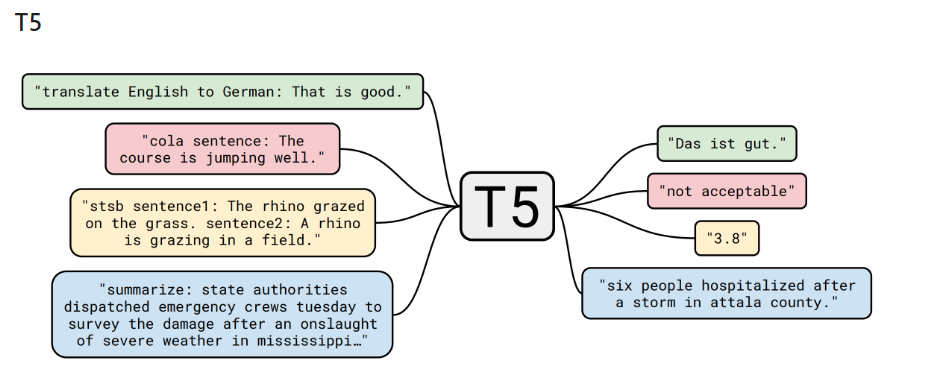 T5
"translate English to German: That is good."
"cola sentence: The
course is jumping well."
"stsb sentence1: The rhino grazed
on the grass. sentence2: A rhino
is grazing in a field."
"summarize: state authorities
dispatched emergency crews tuesday to
survey the damage after an onslaught
of severe weather in mississippi…"
T5
"Das ist gut."
"not acceptable"
"3.8"
"six people hospitalized after
a storm in attala county."